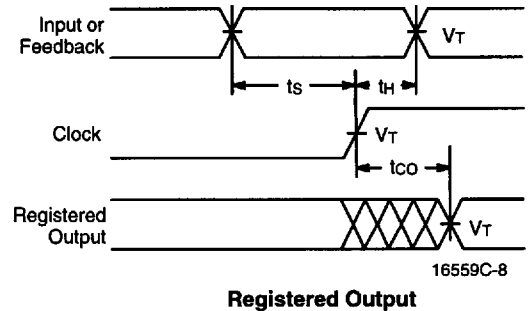 Input or
Feedback
VT
tS
tH
Clock
VT
tCO
Registered
Output
VT
16559C-8
Registered Output